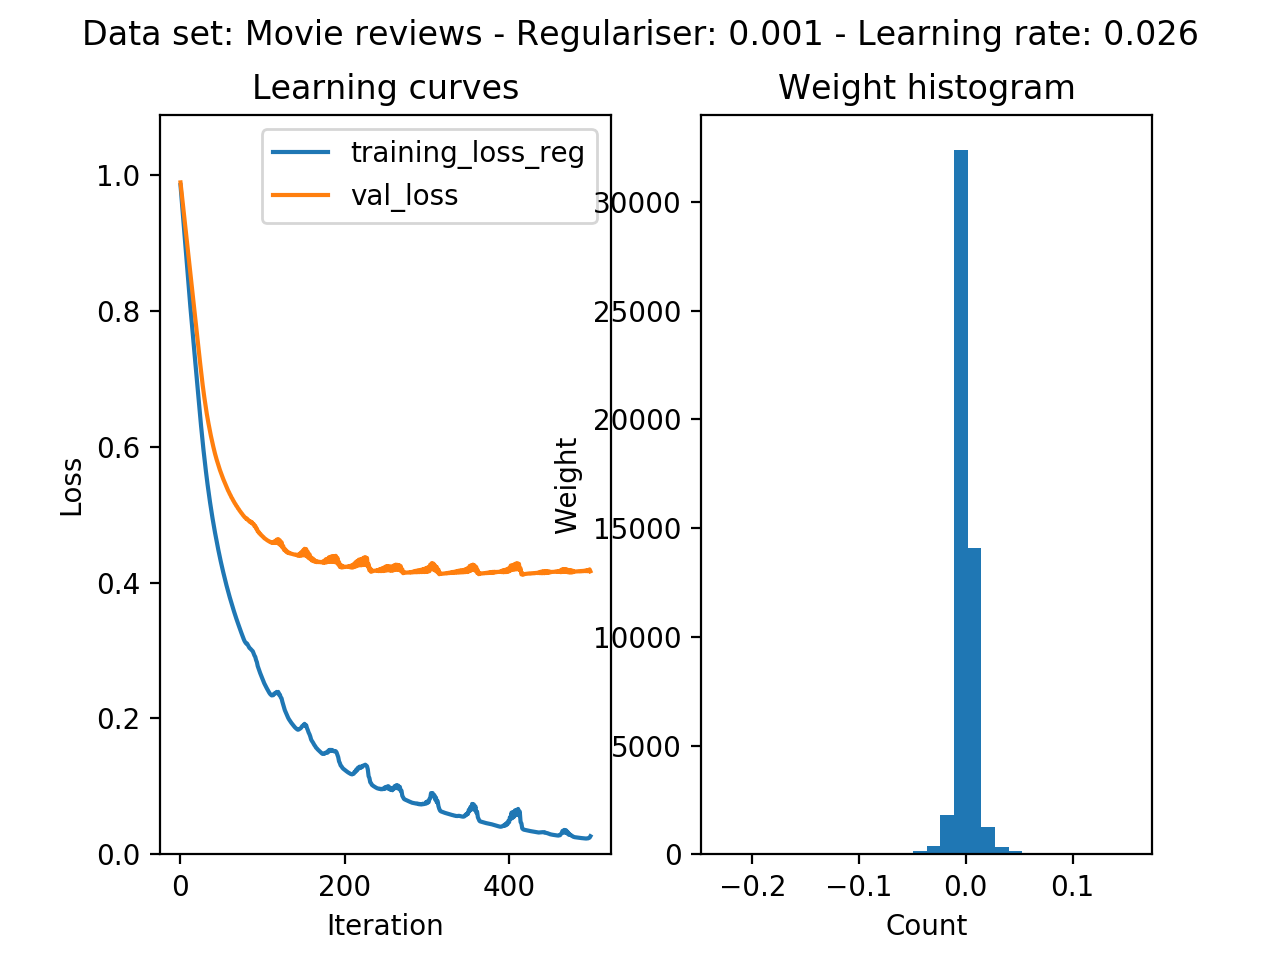 Data set: Movie reviews - Regulariser: 0.001 - Learning rate: 0.026
Learning curves
training_loss_reg
val_loss
1.0
0.8
0.6
0.4
0.2
0.0
Loss
0
200
400
Iteration
Weight histogram
30000
25000
20000
15000
10000
5000
0
Weight
−0.2
−0.1
0.0
0.1
Count